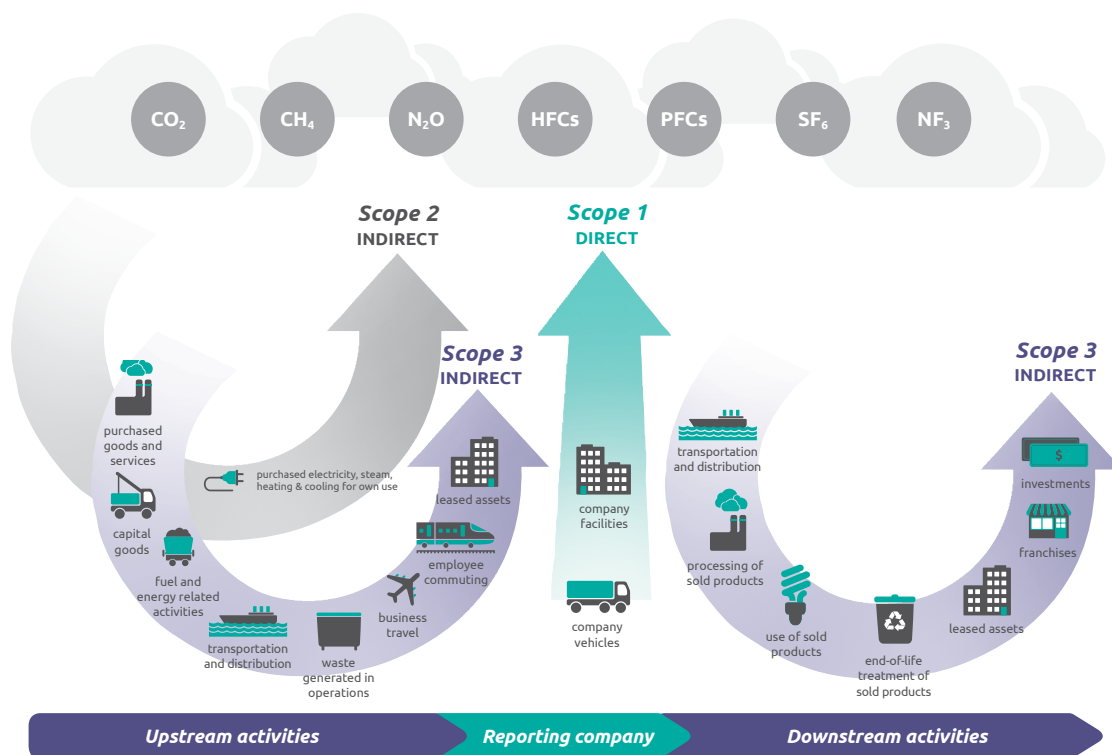 CO₂ CH₄ N₂O HFCs PFCs SF₆ NF₃
Scope 2
INDIRECT
Scope 1
DIRECT
Scope 3
INDIRECT
Scope 3
INDIRECT
purchased
goods and
services
capital
goods
fuel and
energy related
activities
purchased electricity, steam,
heating & cooling for own use
transportation
and distribution
waste
generated in
operations
business
travel
employee
commuting
leased assets
company
facilities
company
vehicles
transportation
and distribution
processing of
sold products
use of sold
products
end-of-life
treatment of
sold products
leased assets
franchises
$
investments
Upstream activities
Reporting company
Downstream activities